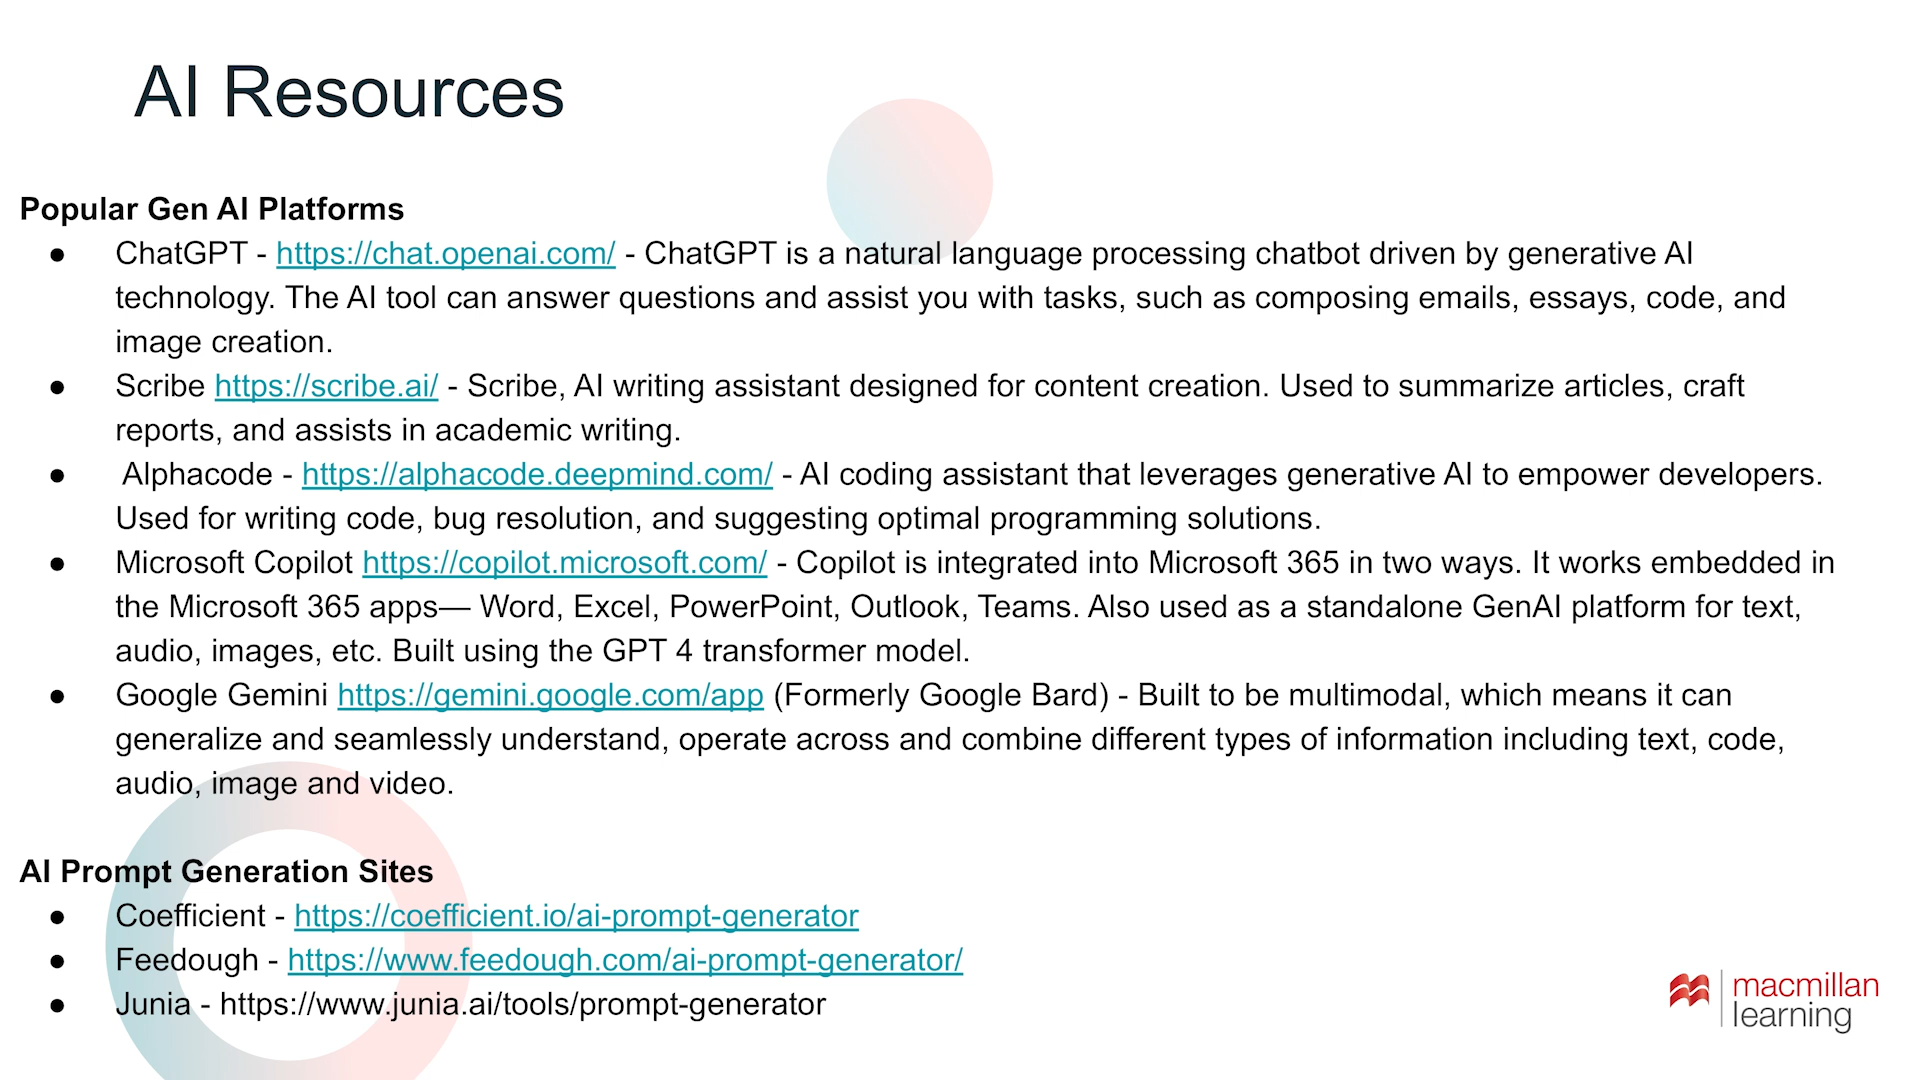 AI Resources
Popular Gen AI Platforms
● ChatGPT - https://chat.openai.com/ - ChatGPT is a natural language processing chatbot driven by generative AI
technology. The AI tool can answer questions and assist you with tasks, such as composing emails, essays, code, and
image creation.
● Scribe https://scribe.ai/ - Scribe, AI writing assistant designed for content creation. Used to summarize articles, craft
reports, and assists in academic writing.
● Alphacode - https://alphacode.deepmind.com/ - AI coding assistant that leverages generative AI to empower developers.
Used for writing code, bug resolution, and suggesting optimal programming solutions.
● Microsoft Copilot https://copilot.microsoft.com/ - Copilot is integrated into Microsoft 365 in two ways. It works embedded in
the Microsoft 365 apps— Word, Excel, PowerPoint, Outlook, Teams. Also used as a standalone GenAI platform for text,
audio, images, etc. Built using the GPT 4 transformer model.
● Google Gemini https://gemini.google.com/app (Formerly Google Bard) - Built to be multimodal, which means it can
generalize and seamlessly understand, operate across and combine different types of information including text, code,
audio, image and video.
AI Prompt Generation Sites
● Coefficient - https://coefficient.io/ai-prompt-generator
● Feedough - https://www.feedough.com/ai-prompt-generator/
● Junia - https://www.junia.ai/tools/prompt-generator
macmillan
learning